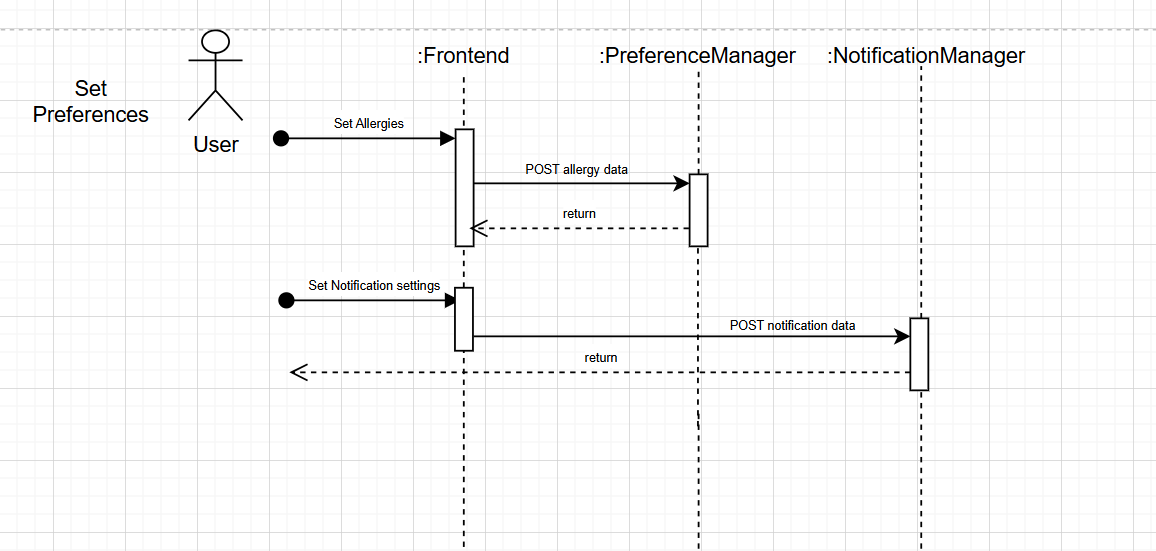 :Frontend
:PreferenceManager
:NotificationManager
Set
Preferences
User
Set Allergies
POST allergy data
return
Set Notification settings
POST notification data
return